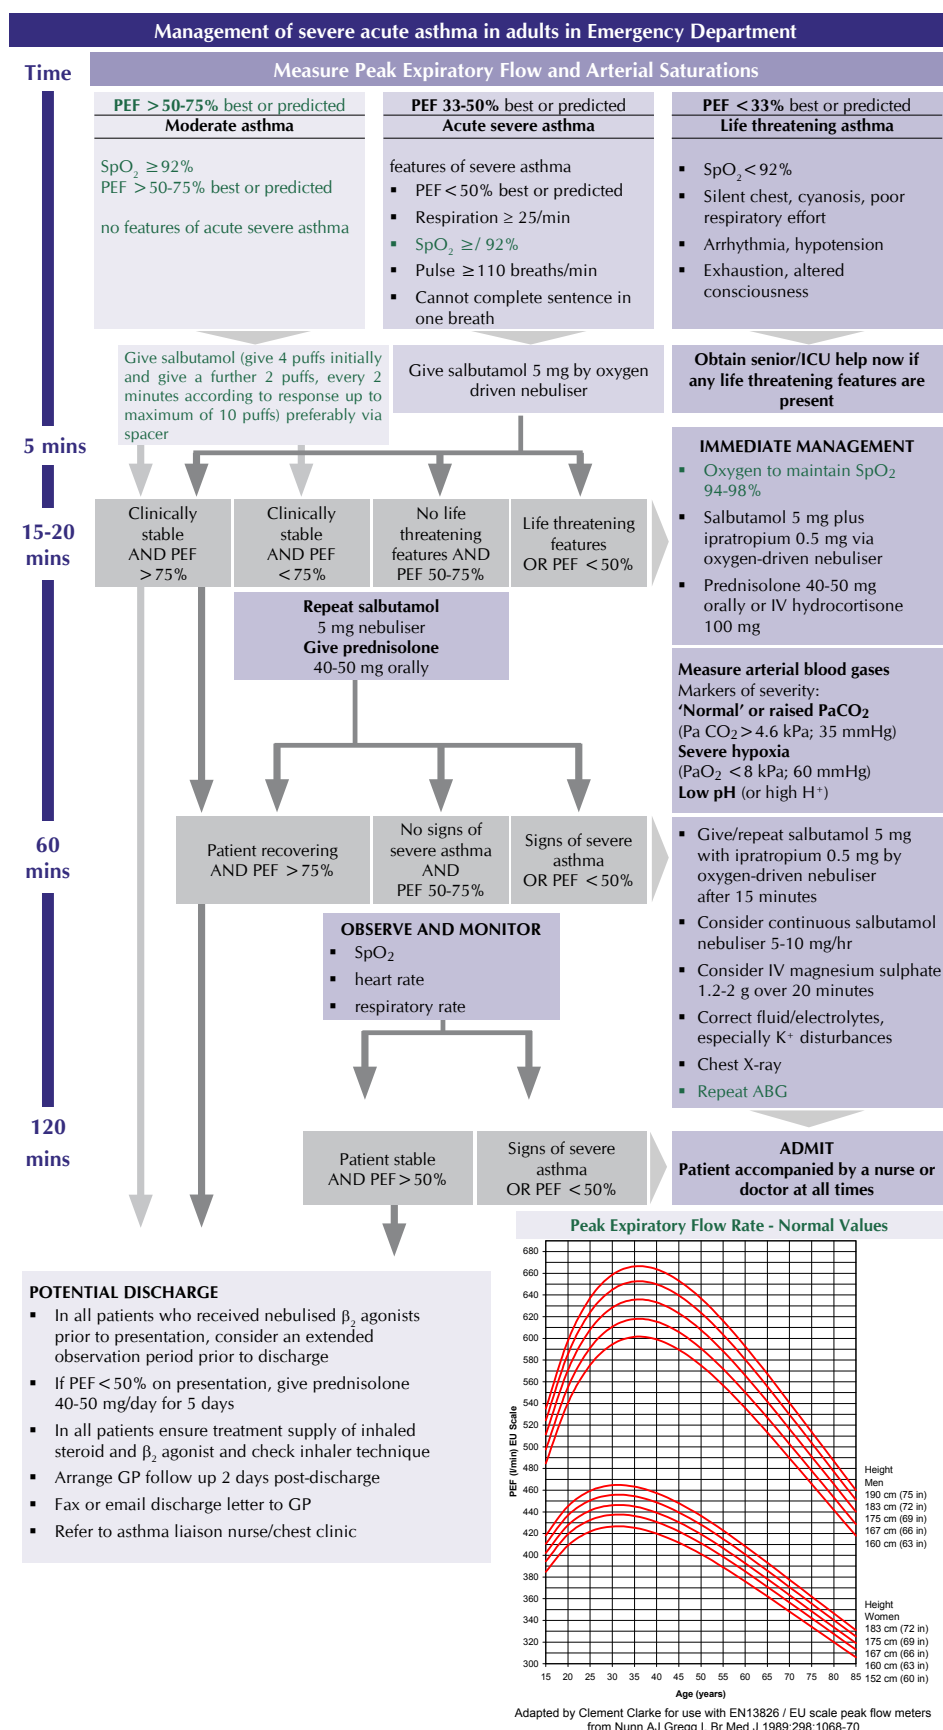 Management of severe acute asthma in adults in Emergency Department
Time
Measure Peak Expiratory Flow and Arterial Saturations
PEF >50-75% best or predicted
Moderate asthma
SpO2 ≥92%
PEF >50-75% best or predicted
no features of acute severe asthma
PEF 33-50% best or predicted
Acute severe asthma
features of severe asthma
▪ PEF<50% best or predicted
▪ Respiration ≥ 25/min
▪ SpO2 ≥/ 92%
▪ Pulse ≥110 breaths/min
▪ Cannot complete sentence in
one breath
PEF <33% best or predicted
Life threatening asthma
▪ SpO2<92%
▪ Silent chest, cyanosis, poor
respiratory effort
▪ Arrhythmia, hypotension
▪ Exhaustion, altered
consciousness
Give salbutamol (give 4 puffs initially
and give a further 2 puffs, every 2
minutes according to response up to
maximum of 10 puffs) preferably via
spacer
Give salbutamol 5 mg by oxygen
driven nebuliser
Obtain senior/ICU help now if
any life threatening features are
present
5 mins
IMMEDIATE MANAGEMENT
▪ Oxygen to maintain SpO2
94-98%
▪ Salbutamol 5 mg plus
ipratropium 0.5 mg via
oxygen-driven nebuliser
▪ Prednisolone 40-50 mg
orally or IV hydrocortisone
100 mg
15-20
mins
Clinically
stable
AND PEF
>75%
Clinically
stable
AND PEF
<75%
No life
threatening
features AND
PEF 50-75%
Life threatening
features
OR PEF <50%
Repeat salbutamol
5 mg nebuliser
Give prednisolone
40-50 mg orally
Measure arterial blood gases
Markers of severity:
‘Normal’ or raised PaCO2
(Pa CO2>4.6 kPa; 35 mmHg)
Severe hypoxia
(PaO2 <8 kPa; 60 mmHg)
Low pH (or high H+)
60
mins
Patient recovering
AND PEF >75%
No signs of
severe asthma
AND
PEF 50-75%
Signs of severe
asthma
OR PEF <50%
▪ Give/repeat salbutamol 5 mg
with ipratropium 0.5 mg by
oxygen-driven nebuliser
after 15 minutes
▪ Consider continuous salbutamol
nebuliser 5-10 mg/hr
▪ Consider IV magnesium sulphate
1.2-2 g over 20 minutes
▪ Correct fluid/electrolytes,
especially K+ disturbances
▪ Chest X-ray
▪ Repeat ABG
OBSERVE AND MONITOR
▪ SpO2
▪ heart rate
▪ respiratory rate
120
mins
Patient stable
AND PEF>50%
Signs of severe
asthma
OR PEF <50%
ADMIT
Patient accompanied by a nurse or
doctor at all times
POTENTIAL DISCHARGE
▪ In all patients who received nebulised β2 agonists
prior to presentation, consider an extended
observation period prior to discharge
▪ If PEF<50% on presentation, give prednisolone
40-50 mg/day for 5 days
▪ In all patients ensure treatment supply of inhaled
steroid and β2 agonist and check inhaler technique
▪ Arrange GP follow up 2 days post-discharge
▪ Fax or email discharge letter to GP
▪ Refer to asthma liaison nurse/chest clinic
Peak Expiratory Flow Rate - Normal Values
680
660
640
620
600
580
560
540
520
500
480
460
440
420
400
380
360
340
320
300
PEF (l/min) EU Scale
Height
Men
190 cm (75 in)
183 cm (72 in)
175 cm (69 in)
167 cm (66 in)
160 cm (63 in)
Height
Women
183 cm (72 in)
175 cm (69 in)
167 cm (66 in)
160 cm (63 in)
152 cm (60 in)
15 20 25 30 35 40 45 50 55 60 65 70 75 80 85
Age (years)
Adapted by Clement Clarke for use with EN13826 / EU scale peak flow meters
from Nunn AJ Gregg I, Br Med J 1989:298;1068-70